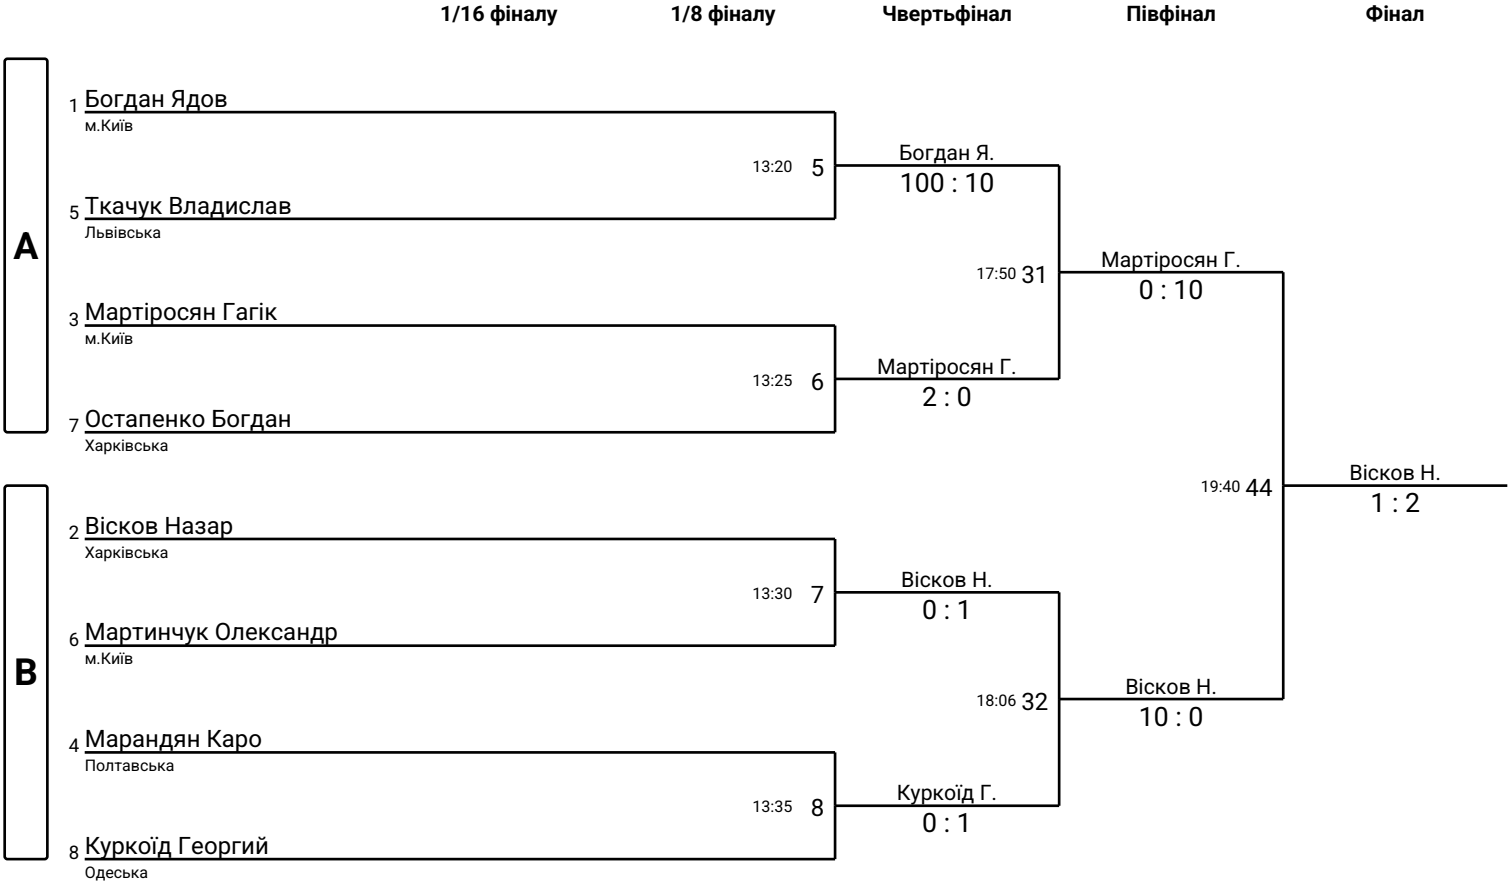 1/16 фіналу 1/8 фіналу Чвертьфінал Півфінал Фінал
A
1 Богдан Ядов
м.Київ
13:20 5
Богдан Я.
100 : 10
5 Ткачук Владислав
Львівська
17:50 31
Мартіросян Г.
0 : 10
3 Мартіросян Гагік
м.Київ
13:25 6
Мартіросян Г.
2 : 0
7 Остапенко Богдан
Харківська
19:40 44
Вісков Н.
1 : 2
B
2 Вісков Назар
Харківська
13:30 7
Вісков Н.
0 : 1
6 Мартинчук Олександр
м.Київ
18:06 32
Вісков Н.
10 : 0
4 Марандян Каро
Полтавська
13:35 8
Куркоїд Г.
0 : 1
8 Куркоїд Георгий
Одеська